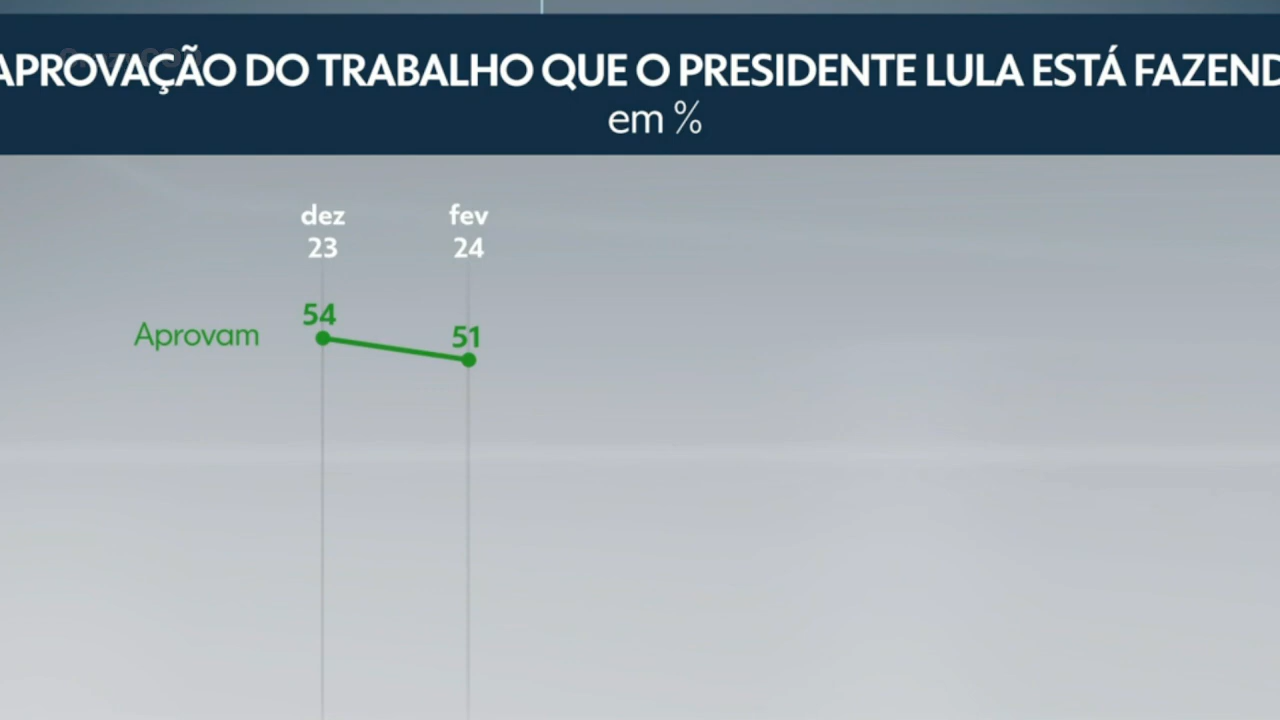 APROVAÇÃO DO TRABALHO QUE O PRESIDENTE LULA ESTÁ FAZEND
em %
dez fev
23 24
54
51
Aprovam